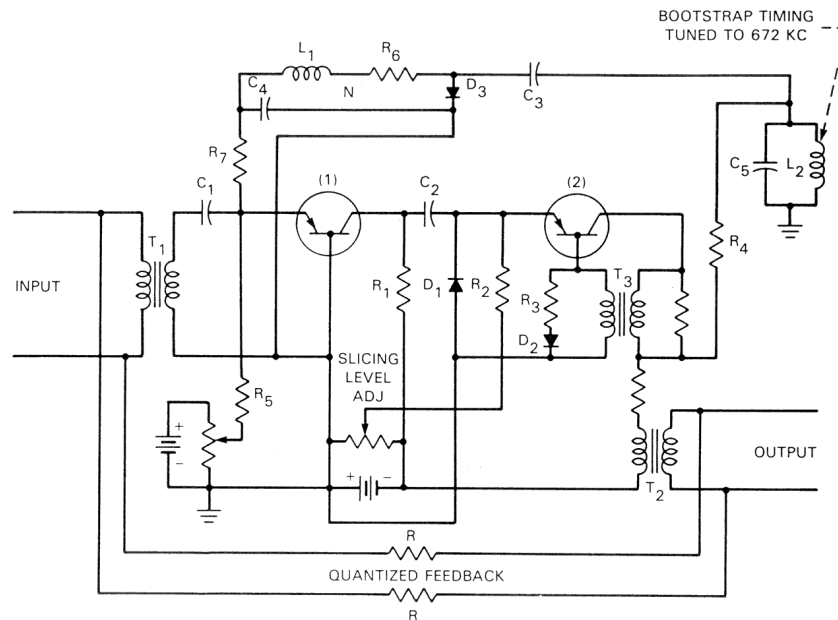 BOOTSTRAP TIMING
TUNED TO 672 KC
L1
R6
C4
N
D3
C3
R7
C5
L2
C1
(1)
C2
(2)
R4
T1
T3
INPUT
R1
D1
R2
R3
D2
SLICING
LEVEL
ADJ
R5
+
-
+
-
OUTPUT
T2
R
QUANTIZED FEEDBACK
R